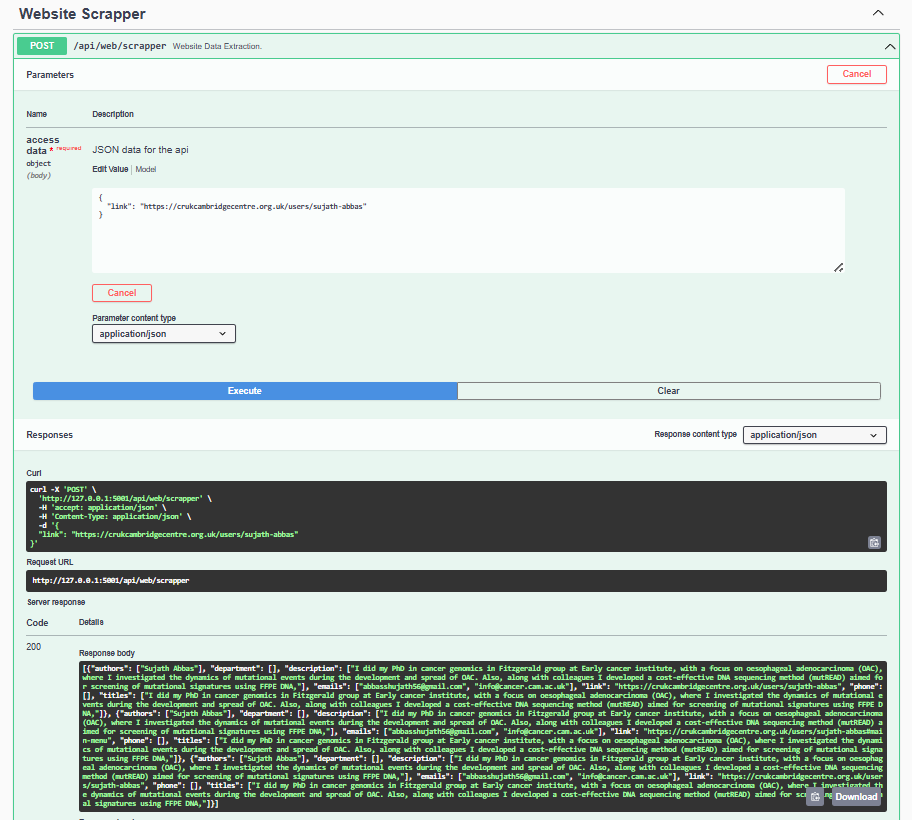 Website Scrapper
POST /api/web/scrapper Website Data Extraction.
Parameters
Cancel
Name Description
access
data * required
object
(body)
JSON data for the api
Edit Value | Model
{
"link": "https://crukcambridgecentre.org.uk/users/sujath-abbas"
}
Cancel
Parameter content type
application/json
Execute Clear
Responses
Response content type application/json
Curl
curl -X 'POST' \
'http://127.0.0.1:5001/api/web/scrapper' \
-H 'accept: application/json' \
-H 'Content-Type: application/json' \
-d '{
"link": "https://crukcambridgecentre.org.uk/users/sujath-abbas"
}'
Request URL
http://127.0.0.1:5001/api/web/scrapper
Server response
Code Details
200
Response body
[{"authors": ["Sujath Abbas"], "department": [], "description": ["I did my PhD in cancer genomics in Fitzgerald group at Early cancer institute, with a focus on oesophageal adenocarcinoma (OAC),
where I investigated the dynamics of mutational events during the development and spread of OAC. Also, along with colleagues I developed a cost-effective DNA sequencing method (mutREAD) aimed fo
r screening of mutational signatures using FFPE DNA,"], "emails": ["abbasshujath56@gmail.com", "info@cancer.cam.ac.uk"], "link": "https://crukcambridgecentre.org.uk/users/sujath-abbas", "phone":
[], "titles": ["I did my PhD in cancer genomics in Fitzgerald group at Early cancer institute, with a focus on oesophageal adenocarcinoma (OAC), where I investigated the dynamics of mutational e
vents during the development and spread of OAC. Also, along with colleagues I developed a cost-effective DNA sequencing method (mutREAD) aimed for screening of mutational signatures using FFPE D
NA,"]}, {"authors": ["Sujath Abbas"], "department": [], "description": ["I did my PhD in cancer genomics in Fitzgerald group at Early cancer institute, with a focus on oesophageal adenocarcinoma
(OAC), where I investigated the dynamics of mutational events during the development and spread of OAC. Also, along with colleagues I developed a cost-effective DNA sequencing method (mutREAD) a
imed for screening of mutational signatures using FFPE DNA,"], "emails": ["abbasshujath56@gmail.com", "info@cancer.cam.ac.uk"], "link": "https://crukcambridgecentre.org.uk/users/sujath-abbas#mai
n-menu", "phone": [], "titles": ["I did my PhD in cancer genomics in Fitzgerald group at Early cancer institute, with a focus on oesophageal adenocarcinoma (OAC), where I investigated the dynami
cs of mutational events during the development and spread of OAC. Also, along with colleagues I developed a cost-effective DNA sequencing method (mutREAD) aimed for screening of mutational signa
tures using FFPE DNA,"]}, {"authors": ["Sujath Abbas"], "department": [], "description": ["I did my PhD in cancer genomics in Fitzgerald group at Early cancer institute, with a focus on oesophag
eal adenocarcinoma (OAC), where I investigated the dynamics of mutational events during the development and spread of OAC. Also, along with colleagues I developed a cost-effective DNA sequencing
method (mutREAD) aimed for screening of mutational signatures using FFPE DNA,"], "emails": ["abbasshujath56@gmail.com", "info@cancer.cam.ac.uk"], "link": "https://crukcambridgecentre.org.uk/user
s/sujath-abbas", "phone": [], "titles": ["I did my PhD in cancer genomics in Fitzgerald group at Early cancer institute, with a focus on oesophageal adenocarcinoma (OAC), where I investigated th
e dynamics of mutational events during the development and spread of OAC. Also, along with colleagues I developed a cost-effective DNA sequencing method (mutREAD) aimed for
al signatures using FFPE DNA,"]}]
Download